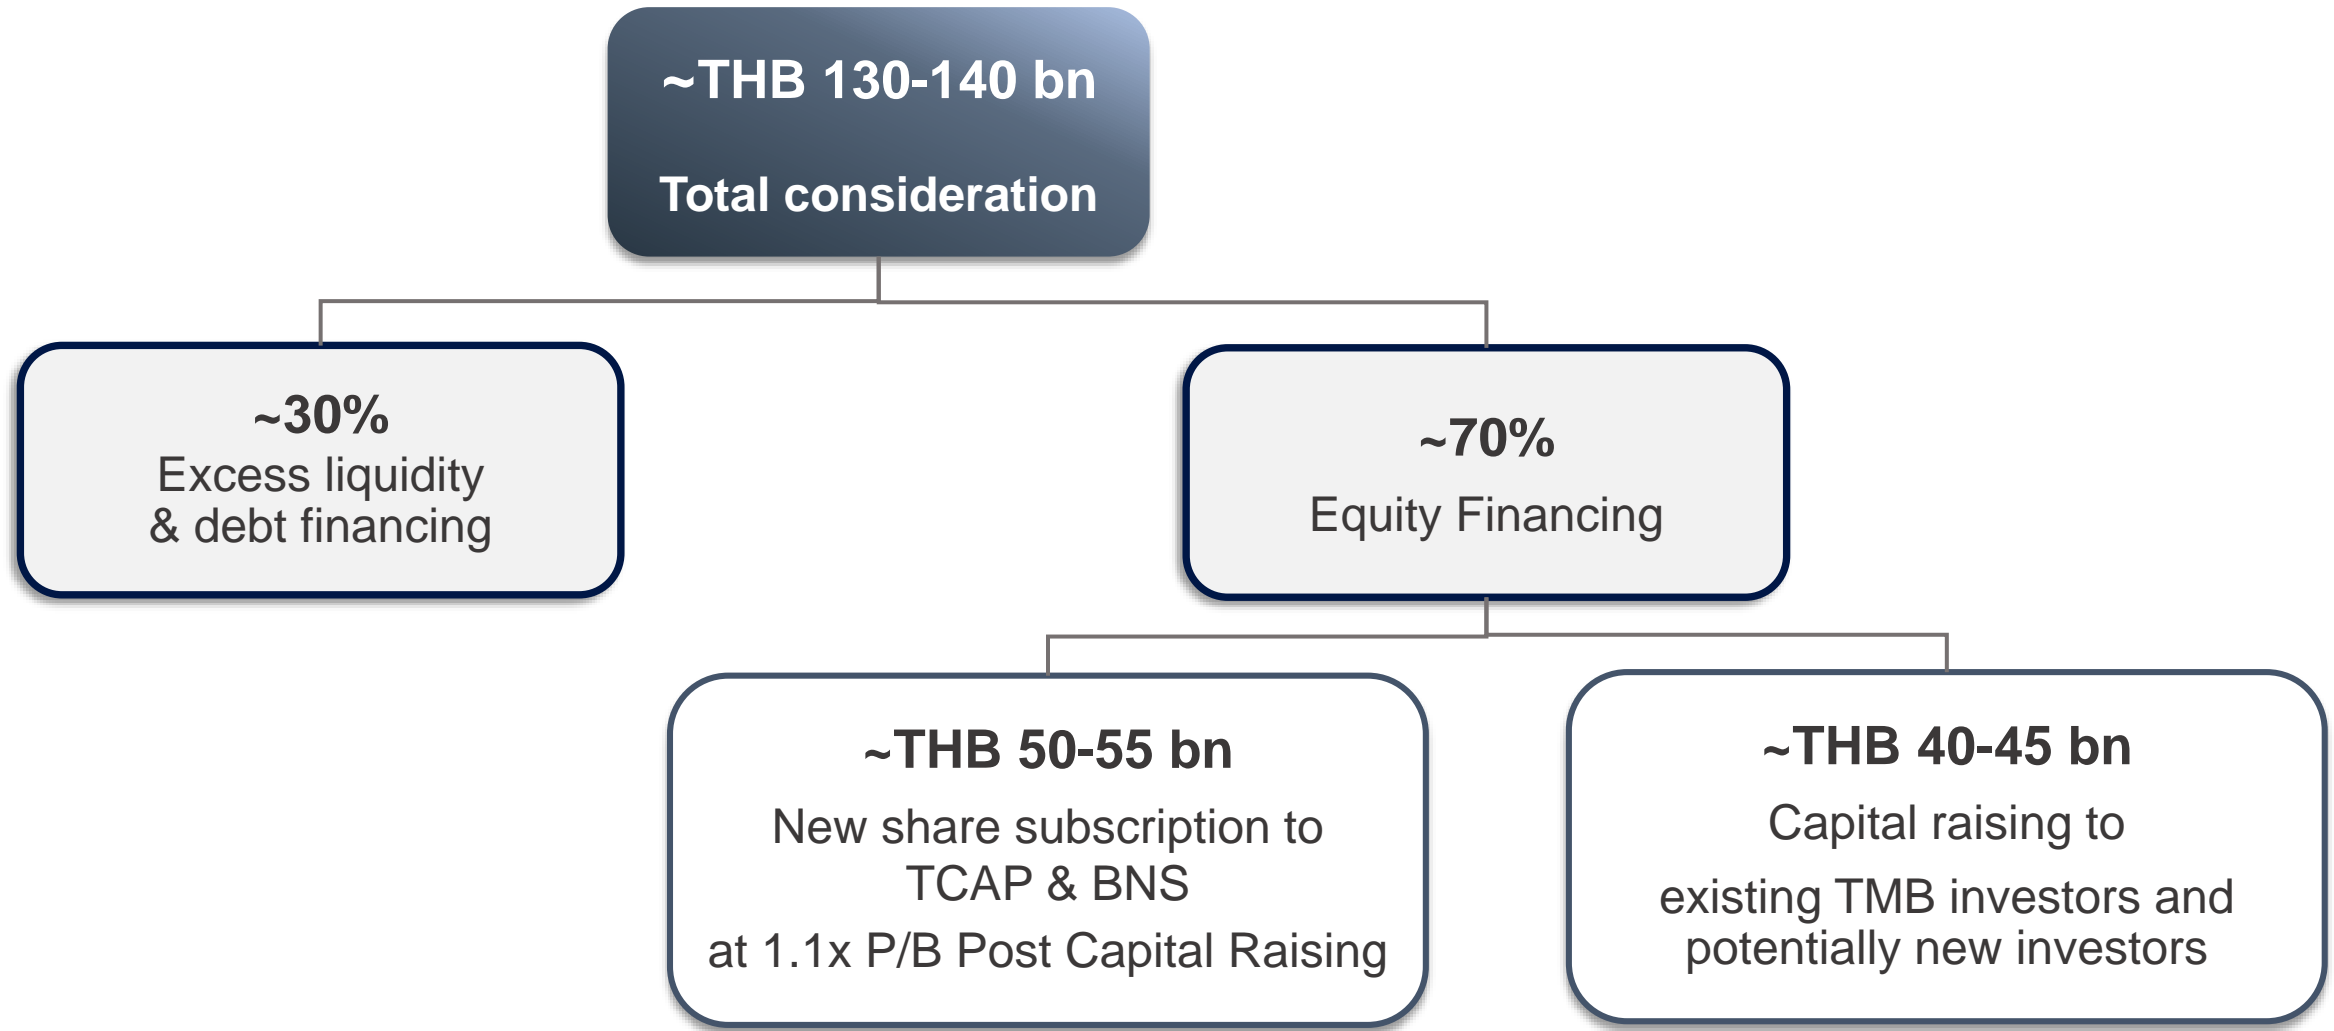 ~THB 130-140 bn
Total consideration
~30%
Excess liquidity
& debt financing
~70%
Equity Financing
~THB 50-55 bn
New share subscription to
TCAP & BNS
at 1.1x P/B Post Capital Raising
~THB 40-45 bn
Capital raising to
existing TMB investors and
potentially new investors